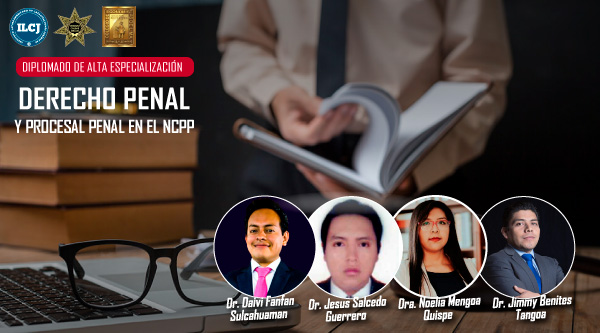 ILCJ
DIPLOMADO DE ALTA ESPECIALIZACIÓN
DERECHO PENAL
Y PROCESAL PENAL EN EL NCPP
Dr. Daivi Fanfan
Sulcahuaman
Dr. Jesus Salcedo
Guerrero
Dra. Noelia Mengoa
Quispe
Dr. Jimmy Benites
Tangoa